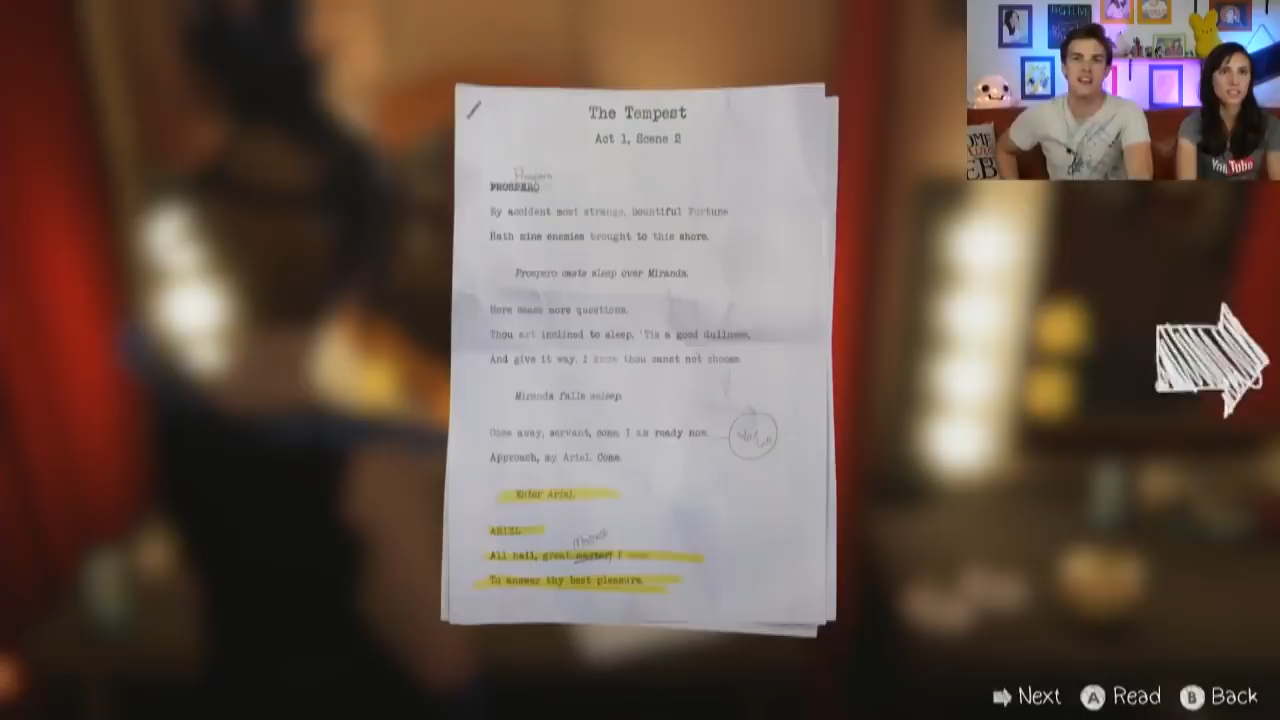 The Tempest
Act 1, Scene 2
Prospera
PROSPERO
By accident most strange, bountiful Fortune
Hath mine enemies brought to this shore.
Prospero casts sleep over Miranda.
Here cease more questions.
Thou art inclined to sleep. 'Tis a good dullness,
And give it way. I know thou canst not choose
Miranda falls asleep
Come away, servant, come. I am ready now.
Approach, my Ariel. Come.
Enter Ariel
ARIEL
All hail, great master! I
To answer thy best pleasure.
Next
A Read
B Back
YouTube